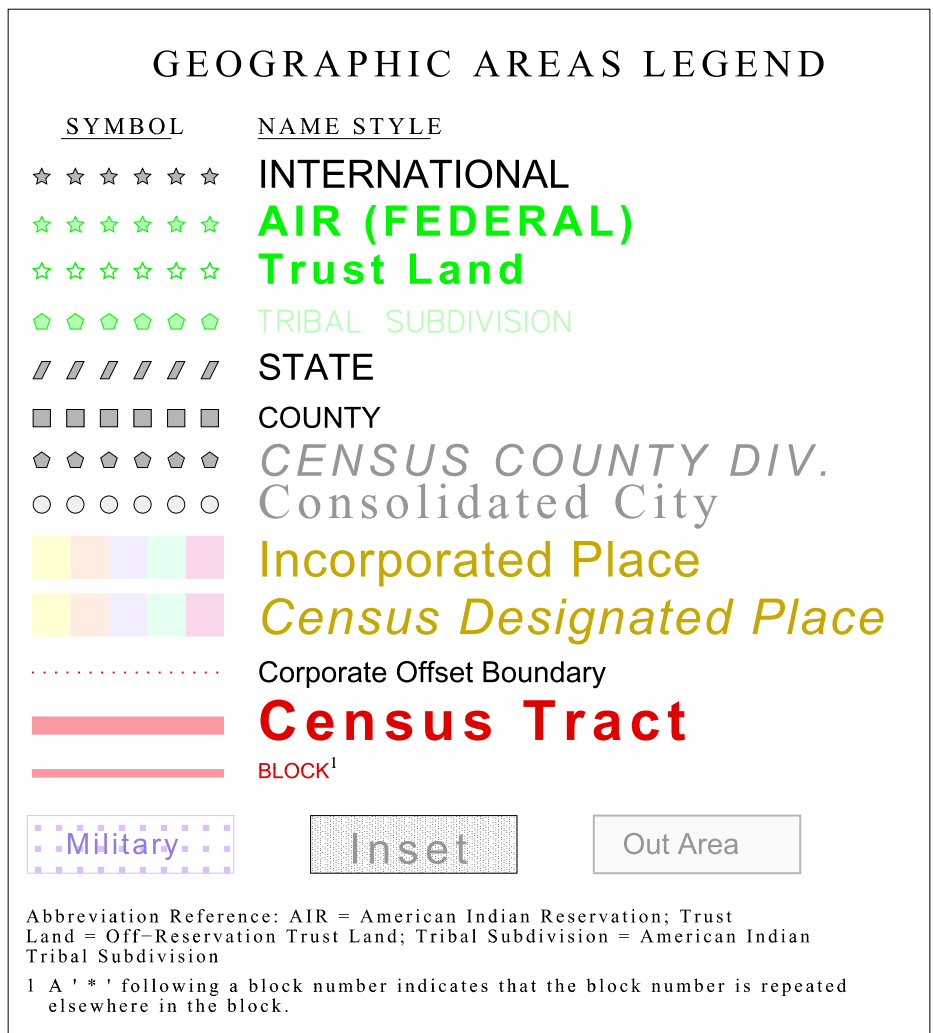 GEOGRAPHIC AREAS LEGEND
SYMBOL NAME STYLE
INTERNATIONAL
AIR (FEDERAL)
Trust Land
TRIBAL SUBDIVISION
STATE
COUNTY
CENSUS COUNTY DIV.
Consolidated City
Incorporated Place
Census Designated Place
Corporate Offset Boundary
Census Tract
BLOCK¹
Military Inset Out Area
Abbreviation Reference: AIR = American Indian Reservation; Trust
Land = Off−Reservation Trust Land; Tribal Subdivision = American Indian
Tribal Subdivision
1 A ' * ' following a block number indicates that the block number is repeated
elsewhere in the block.